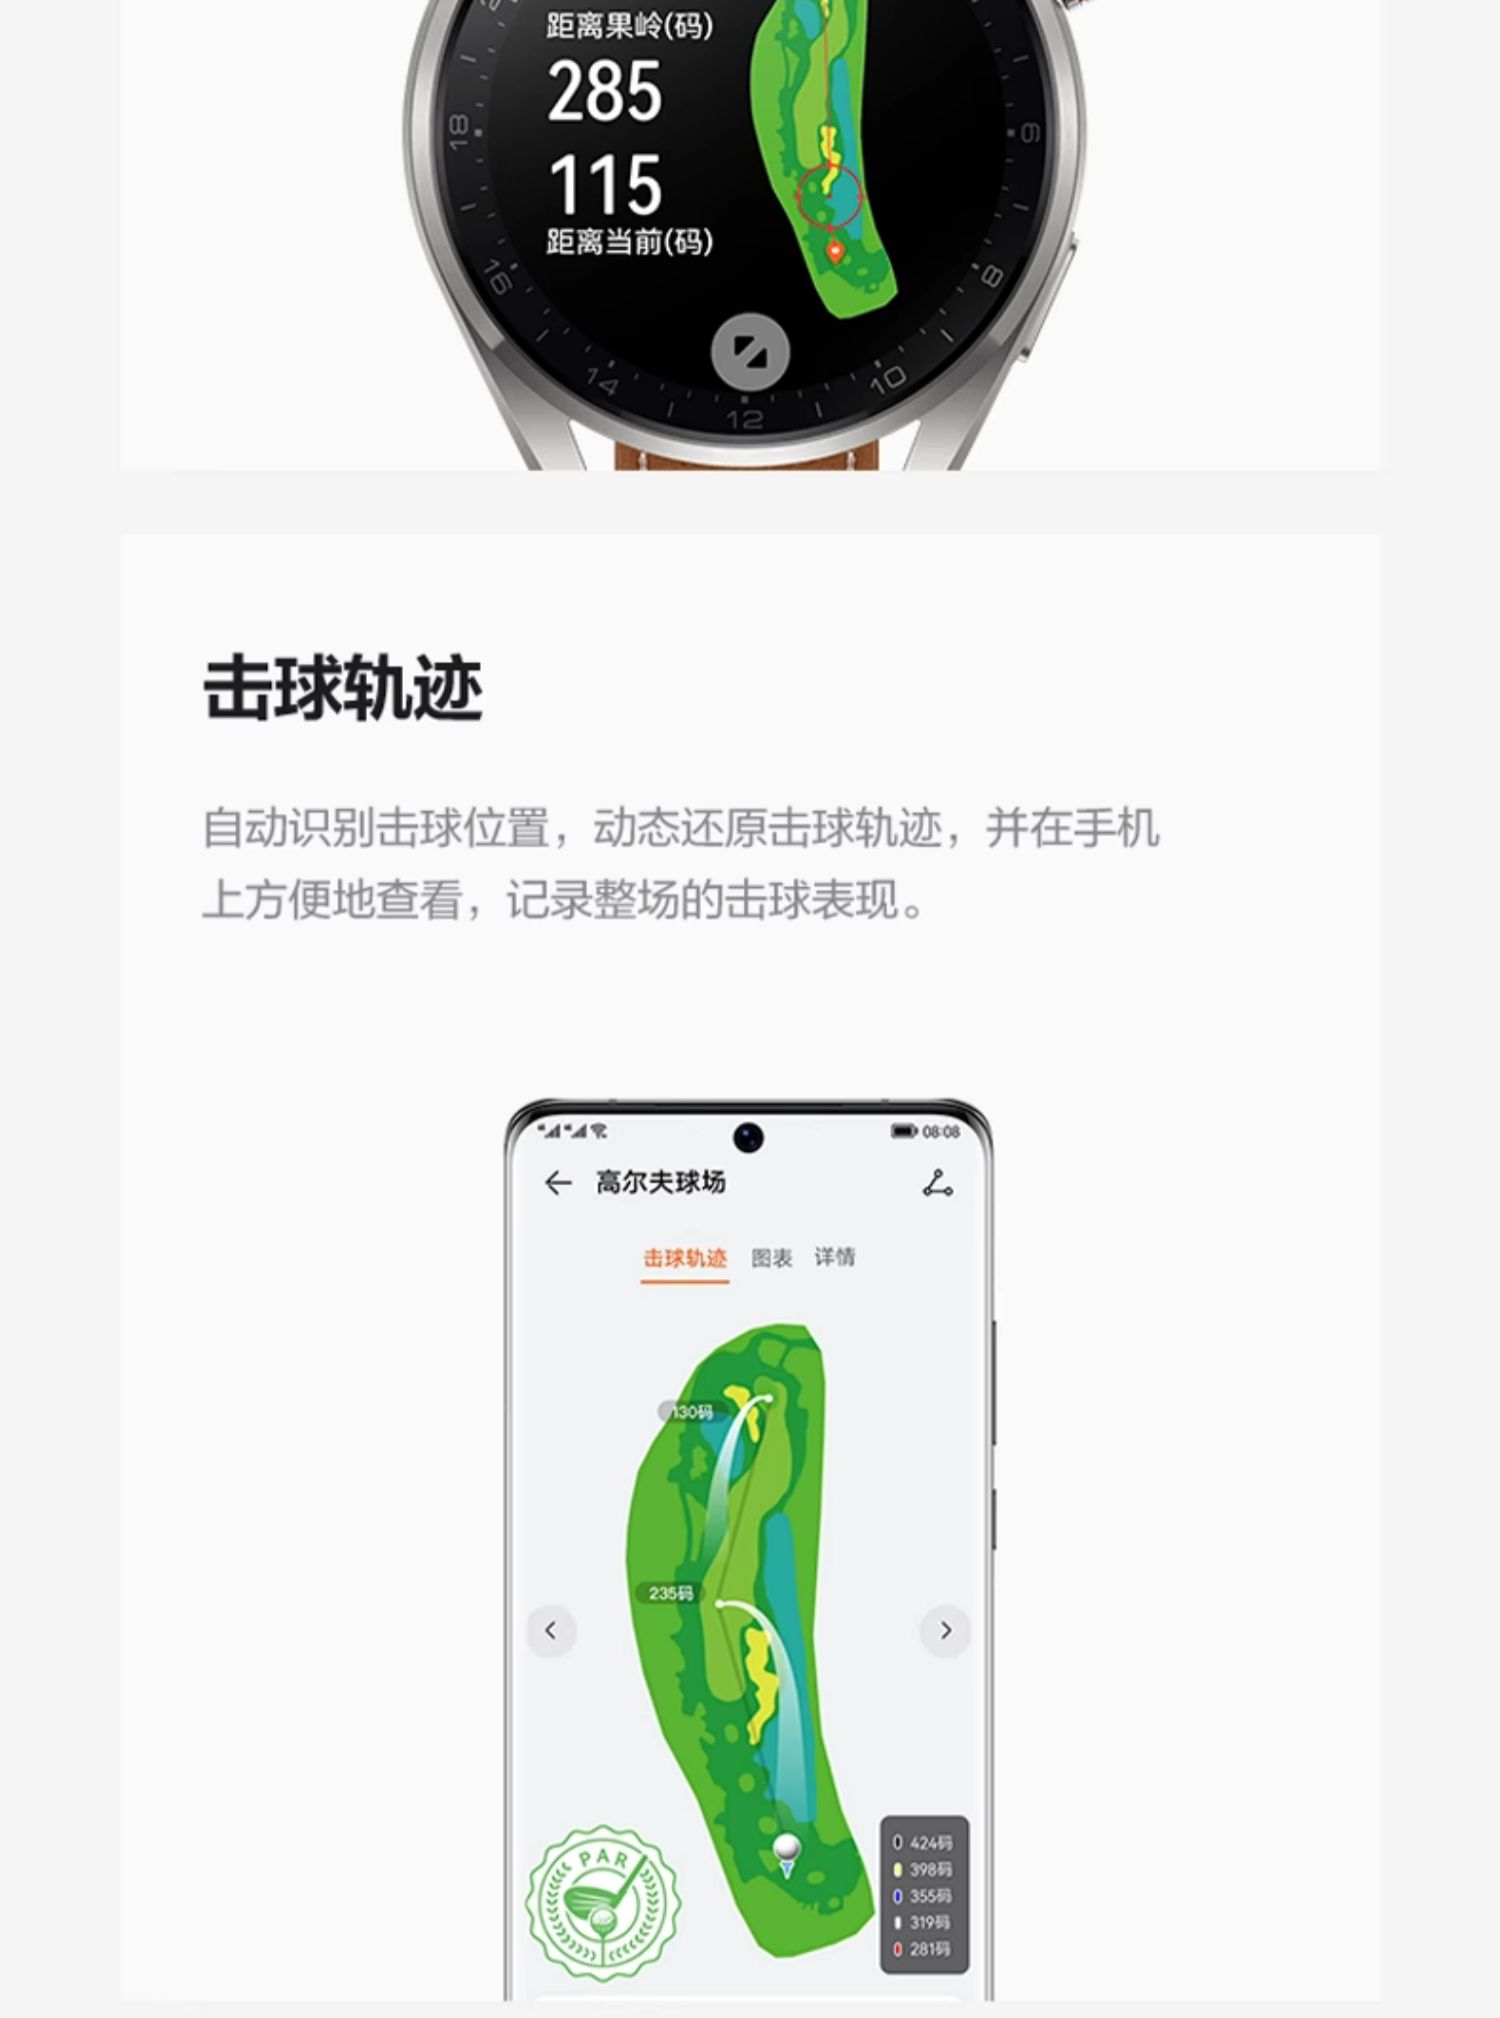 距离果岭(码)
285
115
距离当前(码)
18
16
14
12
10
8
6
击球轨迹
自动识别击球位置，动态还原击球轨迹，并在手机
上方便地查看，记录整场的击球表现。
08:08
高尔夫球场
击球轨迹 图表 详情
130码
235码
PAR
424码
398码
355码
319码
281码